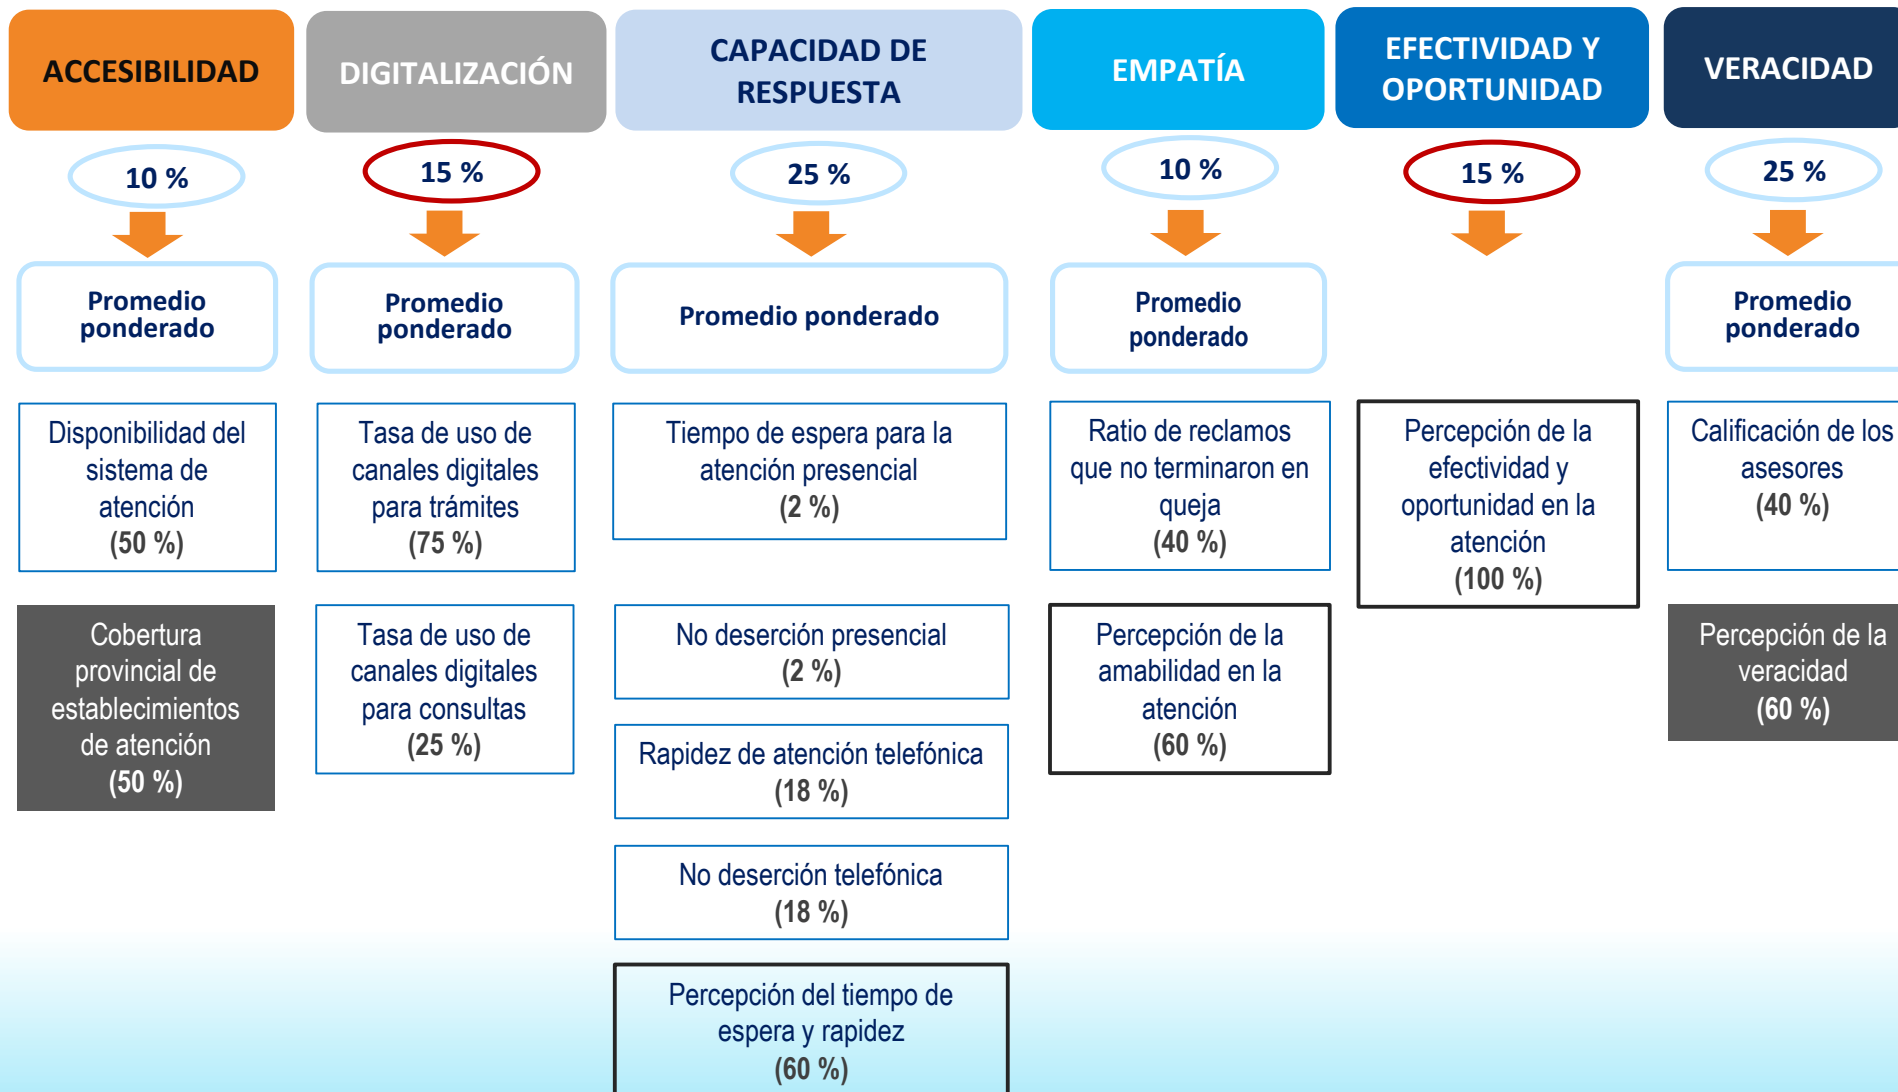 ACCESIBILIDAD
10 %
Promedio
ponderado
Disponibilidad del
sistema de
atención
(50 %)
Cobertura
provincial de
establecimientos
de atención
(50 %)
DIGITALIZACIÓN
15 %
Promedio
ponderado
Tasa de uso de
canales digitales
para trámites
(75 %)
Tasa de uso de
canales digitales
para consultas
(25 %)
CAPACIDAD DE
RESPUESTA
25 %
Promedio ponderado
Tiempo de espera para la
atención presencial
(2 %)
No deserción presencial
(2 %)
Rapidez de atención telefónica
(18 %)
No deserción telefónica
(18 %)
Percepción del tiempo de
espera y rapidez
(60 %)
EMPATÍA
10 %
Promedio
ponderado
Ratio de reclamos
que no terminaron en
queja
(40 %)
Percepción de la
amabilidad en la
atención
(60 %)
EFECTIVIDAD Y
OPORTUNIDAD
15 %
Percepción de la
efectividad y
oportunidad en la
atención
(100 %)
VERACIDAD
25 %
Promedio
ponderado
Calificación de los
asesores
(40 %)
Percepción de la
veracidad
(60 %)